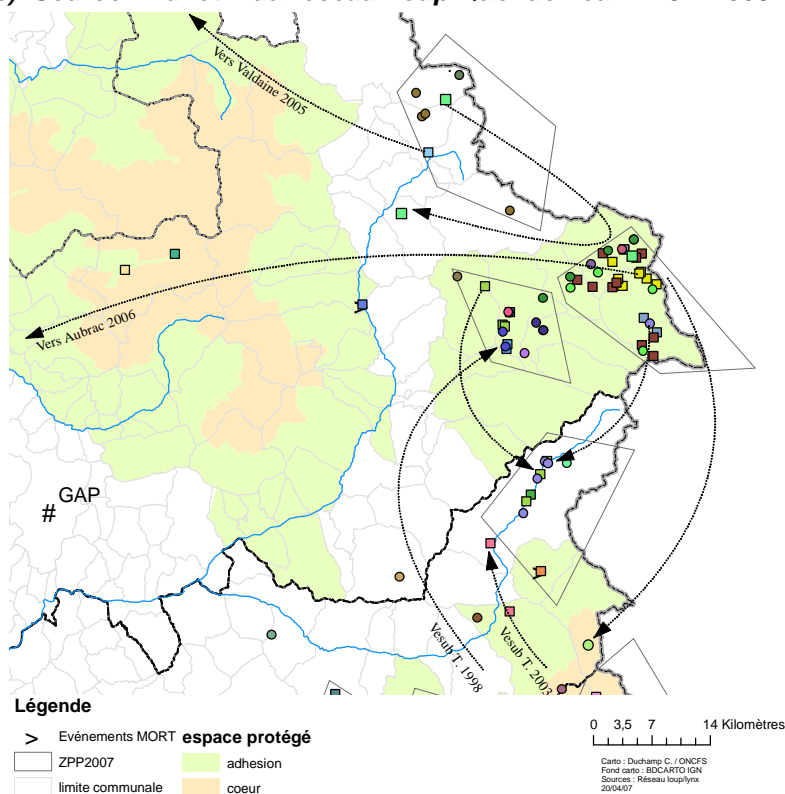 Vers Valdaine 2005
Vers Aubrac 2006
GAP
#
Vesub T. 1998
Vesub T. 2003
Légende
> Evénements MORT
ZPP2007
limite communale
espace protégé
adhesion
coeur
0 3,5 7 14 Kilomètres
Carto : Duchamp C. / ONCFS
Fond carto : BDCARTO IGN
Sources : Réseau loup/lynx
20/04/07